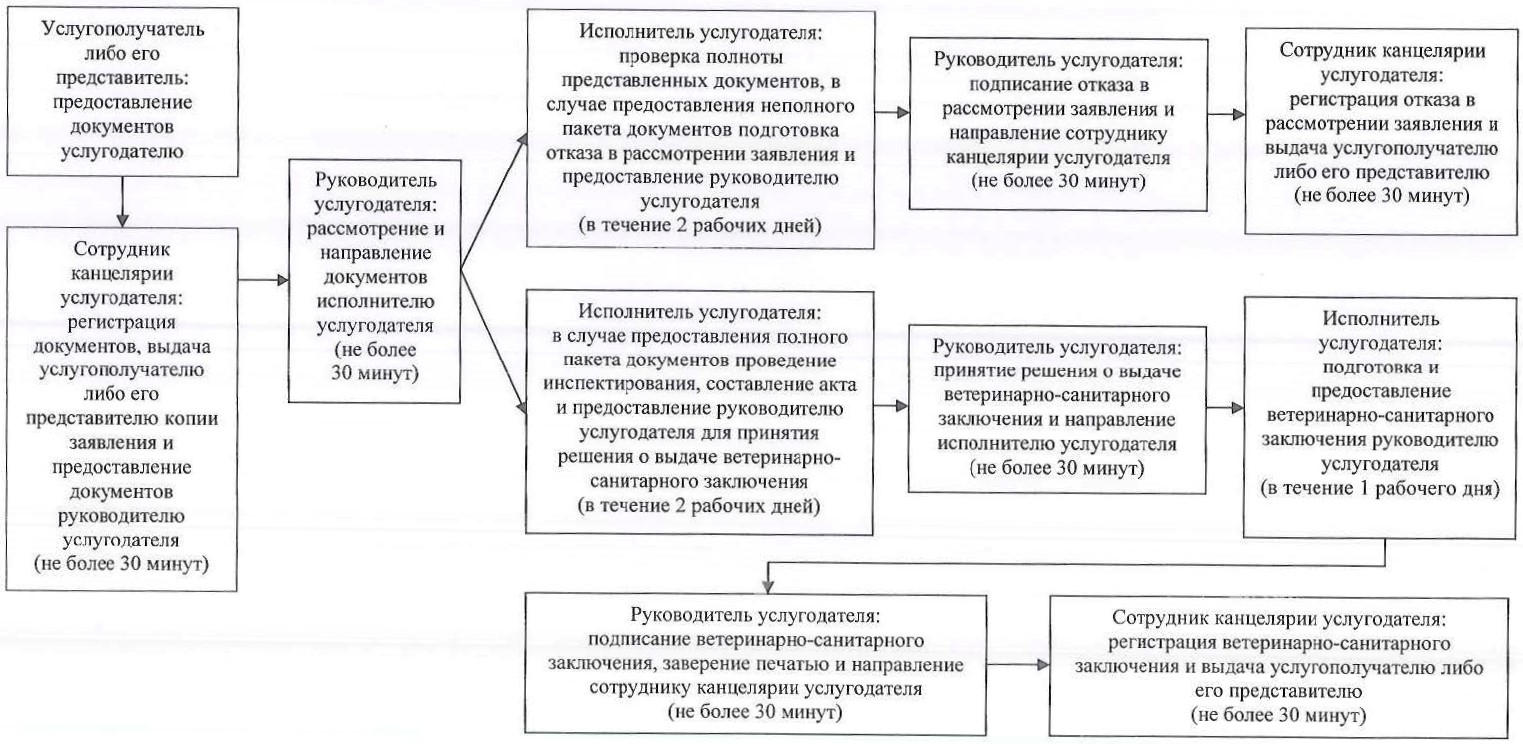 Услугополучатель
либо его
представитель:
предоставление
документов
услугодателю
Сотрудник
канцелярии
услугодателя:
регистрация
документов, выдача
услугополучателю
либо его
представителю копии
заявления и
предоставление
документов
руководителю
услугодателя
(не более 30 минут)
Руководитель
услугодателя:
рассмотрение и
направление
документов
исполнителю
услугодателя
(не более
30 минут)
Исполнитель услугодателя:
проверка полноты
представленных документов, в
случае предоставления неполного
пакета документов подготовка
отказа в рассмотрении заявления и
предоставление руководителю
услугодателя
(в течение 2 рабочих дней)
Руководитель услугодателя:
подписание отказа в
рассмотрении заявления и
направление сотруднику
канцелярии услугодателя
(не более 30 минут)
Сотрудник канцелярии
услугодателя:
регистрация отказа в
рассмотрении заявления и
выдача услугополучателю
либо его представителю
(не более 30 минут)
Исполнитель услугодателя:
в случае предоставления полного
пакета документов проведение
инспектирования, составление акта
и предоставление руководителю
услугодателя для принятия
решения о выдаче ветеринарно-
санитарного заключения
(в течение 2 рабочих дней)
Руководитель услугодателя:
принятие решения о выдаче
ветеринарно-санитарного
заключения и направление
исполнителю услугодателя
(не более 30 минут)
Исполнитель
услугодателя:
подготовка и
предоставление
ветеринарно-санитарного
заключения руководителю
услугодателя
(в течение 1 рабочего дня)
Руководитель услугодателя:
подписание ветеринарно-санитарного
заключения, заверение печатью и направление
сотруднику канцелярии услугодателя
(не более 30 минут)
Сотрудник канцелярии услугодателя:
регистрация ветеринарно-санитарного
заключения и выдача услугополучателю либо
его представителю
(не более 30 минут)